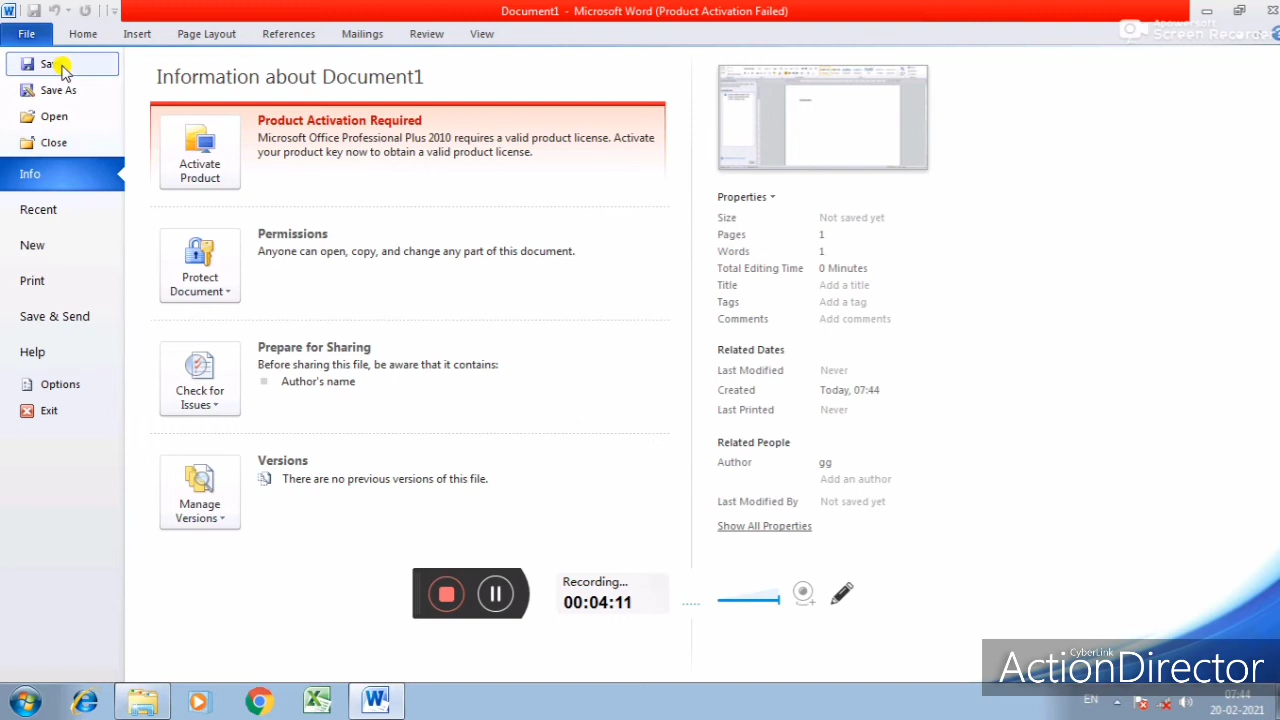 Document1 - Microsoft Word (Product Activation Failed)
Apowersoft
Screen Recorder
File Home Insert Page Layout References Mailings Review View
Save As
Open
Close
Info
Recent
New
Print
Save & Send
Help
Options
Exit
Information about Document1
Activate
Product
Product Activation Required
Microsoft Office Professional Plus 2010 requires a valid product license. Activate
your product key now to obtain a valid product license.
Protect
Document
Permissions
Anyone can open, copy, and change any part of this document.
Check for
Issues
Prepare for Sharing
Before sharing this file, be aware that it contains:
Author's name
Manage
Versions
Versions
There are no previous versions of this file.
Properties
Size Not saved yet
Pages 1
Words 1
Total Editing Time 0 Minutes
Title Add a title
Tags Add a tag
Comments Add comments
Related Dates
Last Modified Never
Created Today, 07:44
Last Printed Never
Related People
Author gg
Add an author
Last Modified By Not saved yet
Show All Properties
Recording...
00:04:11
CyberLink
ActionDirector
EN
07:44
20-02-2021